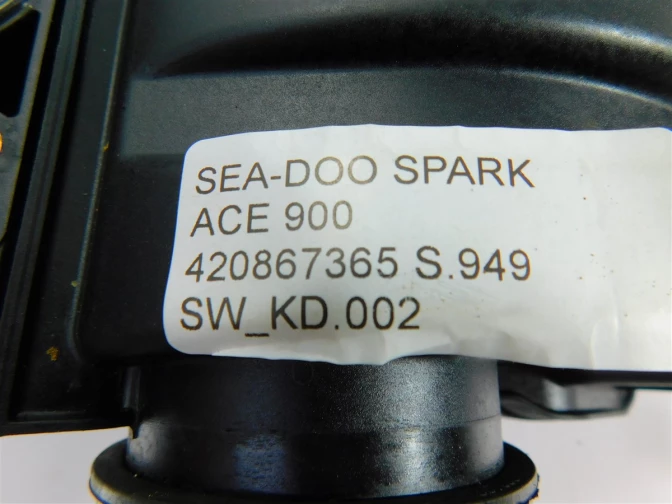 SEA-DOO SPARK
ACE 900
420867365 S.949
SW_KD.002